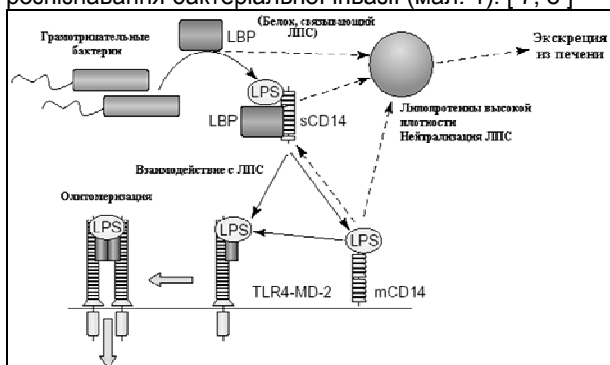 розпізнавання бактеріальної інвазії (мал. 1). [ 7, 8 ]
Грамотрицательные
бактерии
LBP
(Белок, связывающий
ЛПС)
Экскреция
из печени
LPS
LBP
sCD14
Липопротеины высокой
плотности
Нейтрализация ЛПС
Взаимодействие с ЛПС
Олигомеризация
LPS
LPS
LPS
TLR4-MD-2
mCD14